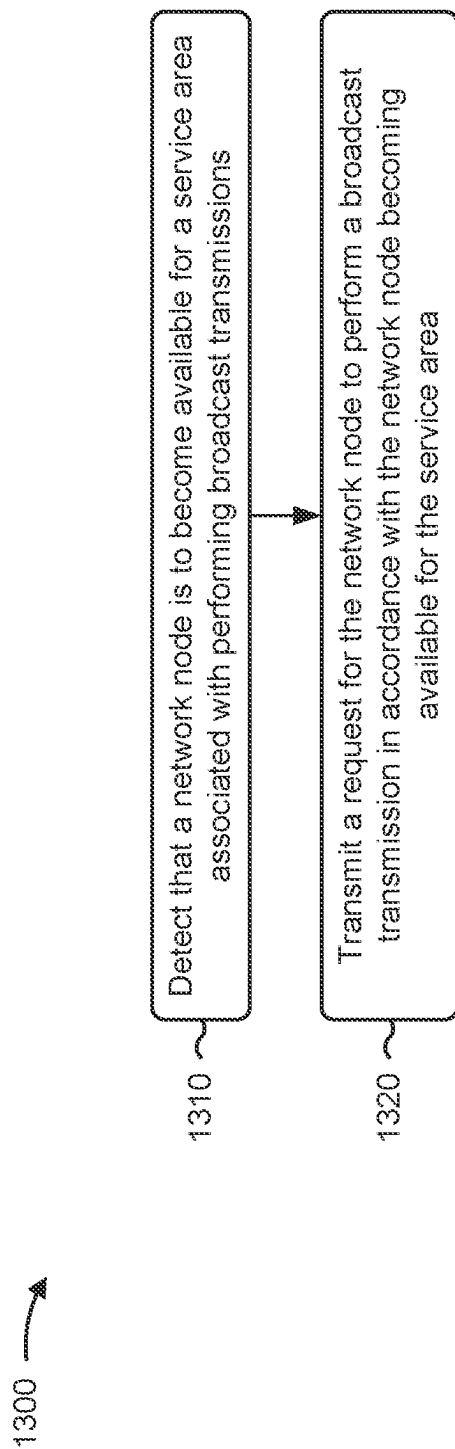 1300
1310
Detect that a network node is to become available for a service area
associated with performing broadcast transmissions
1320
Transmit a request for the network node to perform a broadcast
transmission in accordance with the network node becoming
available for the service area